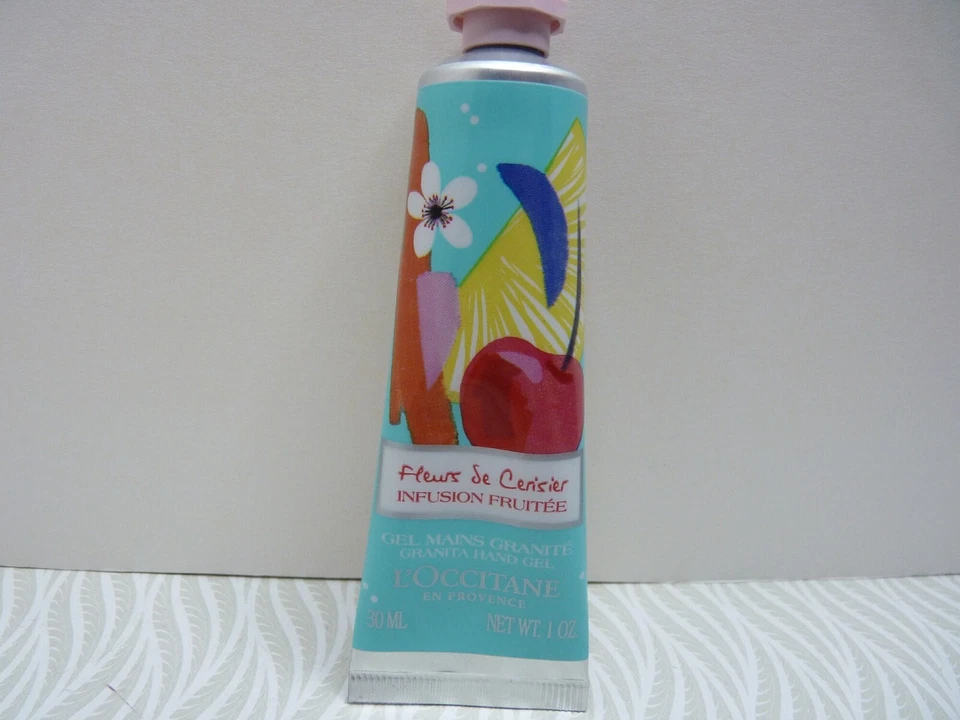 Fleurs de Cerisier
INFUSION FRUITÉE
GEL MAINS GRANITÉ
GRANITA HAND GEL
L'OCCITANE
EN PROVENCE
30 ML NET WT. 1 OZ.